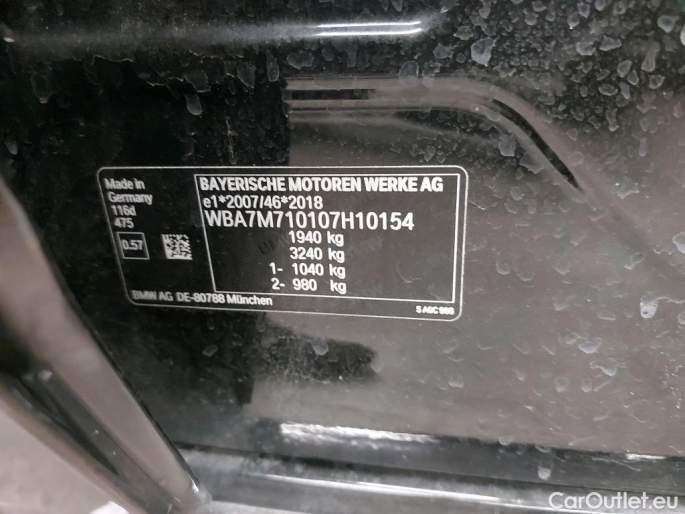 Made in
Germany
116d
475
0.57
BAYERISCHE MOTOREN WERKE AG
e1*2007/46*2018
WBA7M710107H10154
1940 kg
3240 kg
1- 1040 kg
2- 980 kg
BMW AG DE-80788 München
CarOutlet.eu